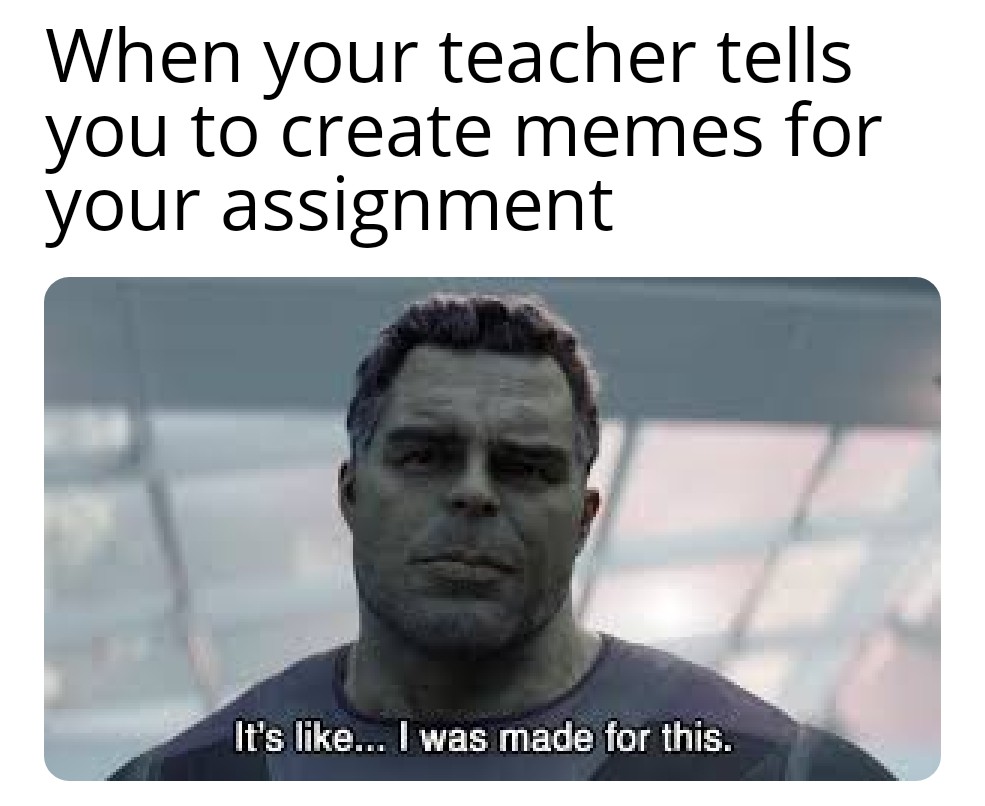 When your teacher tells
you to create memes for
your assignment
It's like... I was made for this.